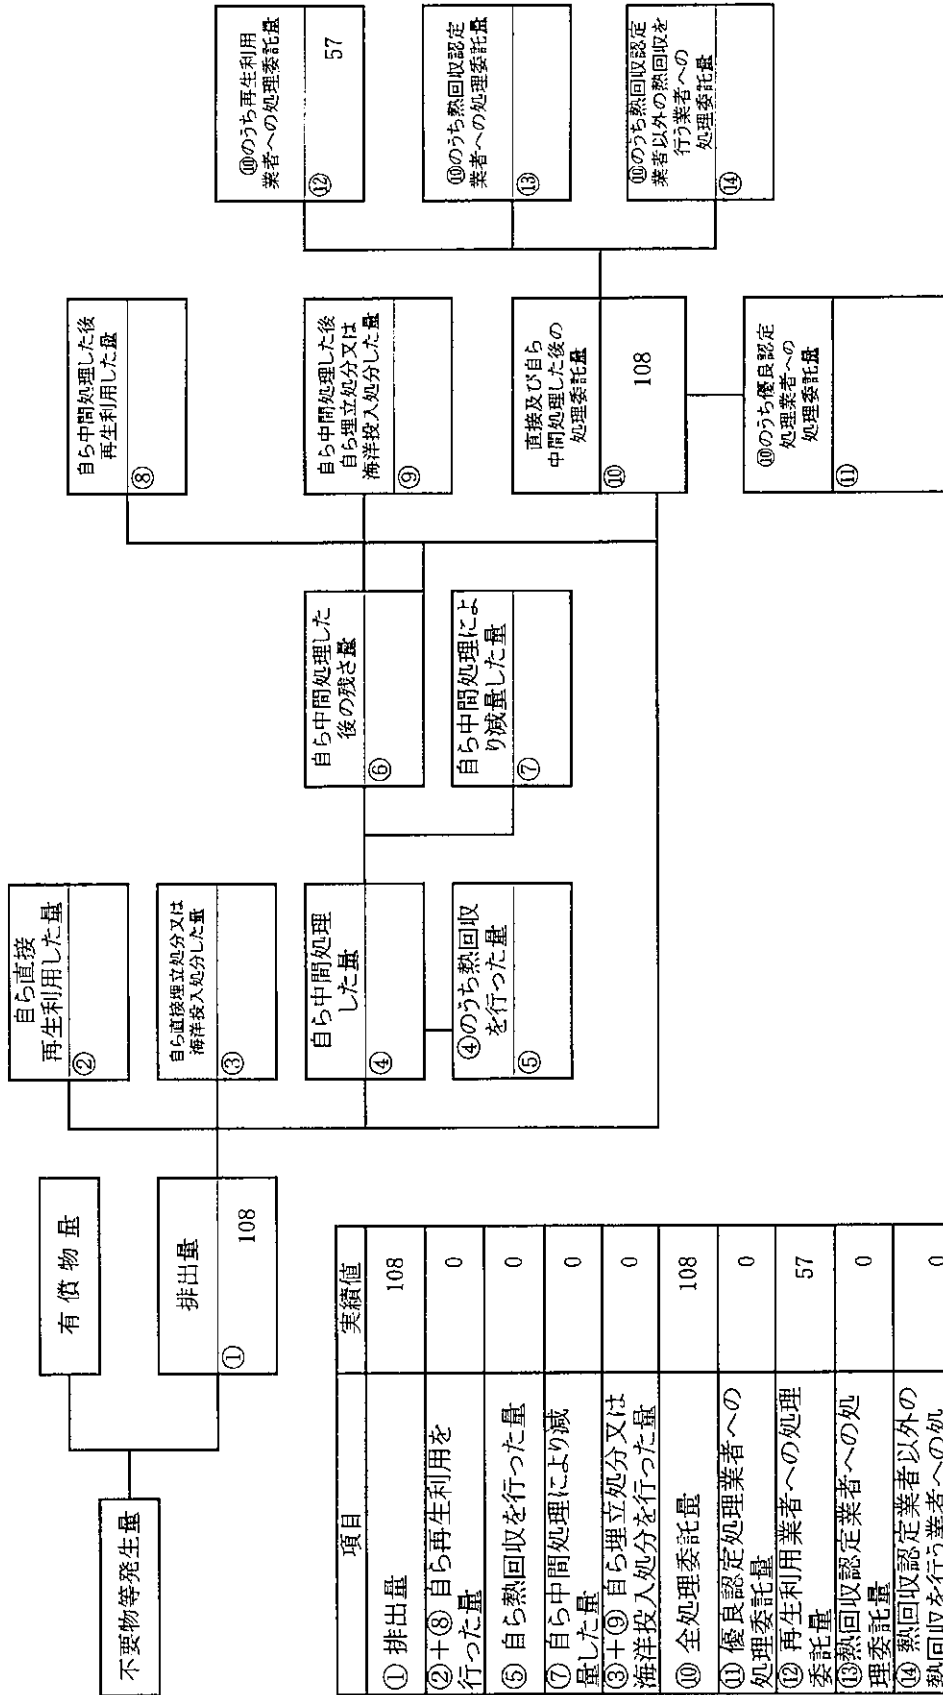 不要物等発生量
有償物量
排出量
①
108
自ら直接
再生利用した量
②
自ら直接埋立処分又は
海洋投入処分した量
③
自ら中間処理
した量
④
④のうち熱回収
を行った量
⑤
自ら中間処理した
後の残さ量
⑥
自ら中間処理によ
り減量した量
⑦
自ら中間処理した後
再生利用した量
⑧
自ら中間処理した後
自ら埋立処分又は
海洋投入処分した量
⑨
直接及び自ら
中間処理した後の
処理委託量
⑩
108
⑩のうち優良認定
処理業者への
処理委託量
⑪
⑩のうち再生利用
業者への処理委託量
⑫
57
⑩のうち熱回収認定
業者への処理委託量
⑬
⑩のうち熱回収認定
業者以外の熱回収を
行う業者への
処理委託量
⑭
項目
実績値
① 排出量
108
②+⑧ 自ら再生利用を
行った量
0
⑤ 自ら熱回収を行った量
0
⑦ 自ら中間処理により減
量した量
0
③+⑨ 自ら埋立処分又は
海洋投入処分を行った量
0
⑩ 全処理委託量
108
⑪ 優良認定処理業者への
処理委託量
0
⑫ 再生利用業者への処理
委託量
57
⑬熱回収認定業者への処
理委託量
0
⑭ 熱回収認定業者以外の
熱回収を行う業者への処
0